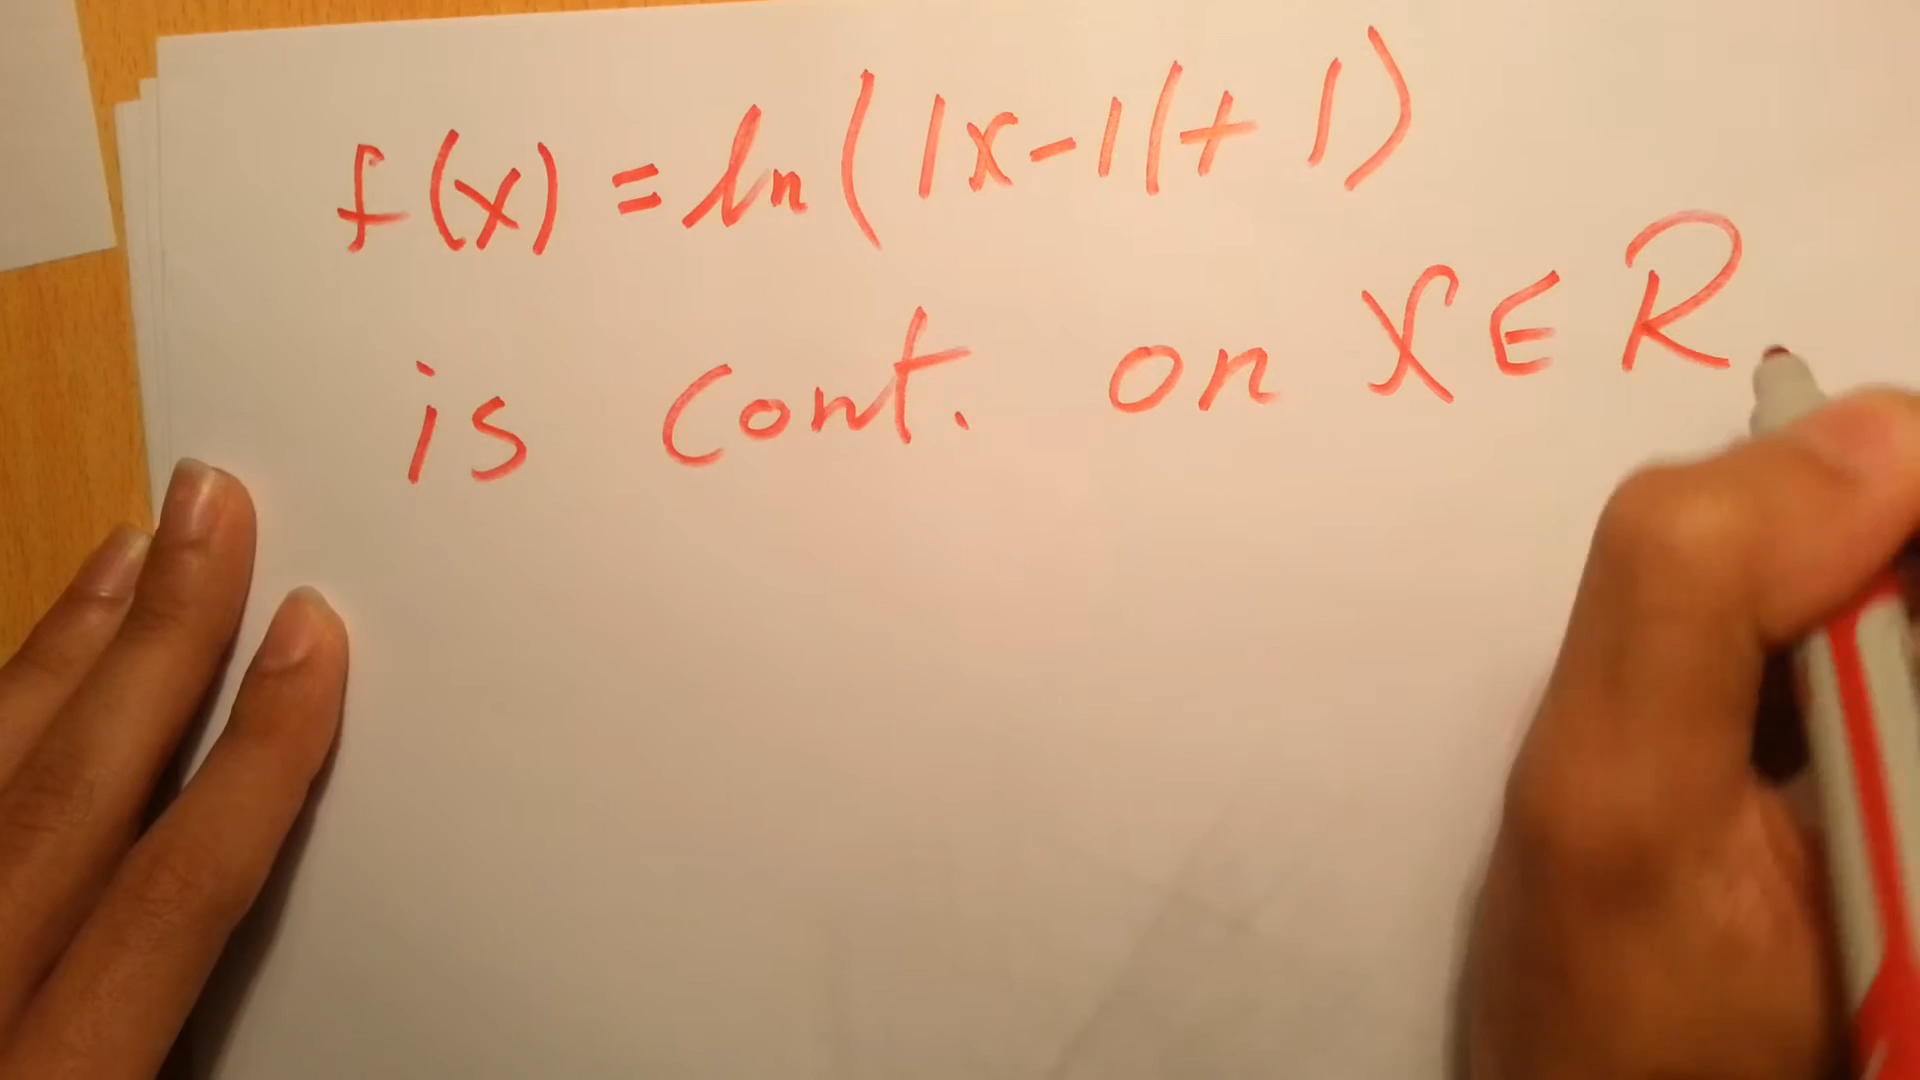 f(x) = ln(|x-1|+1)
is cont. on x∈R